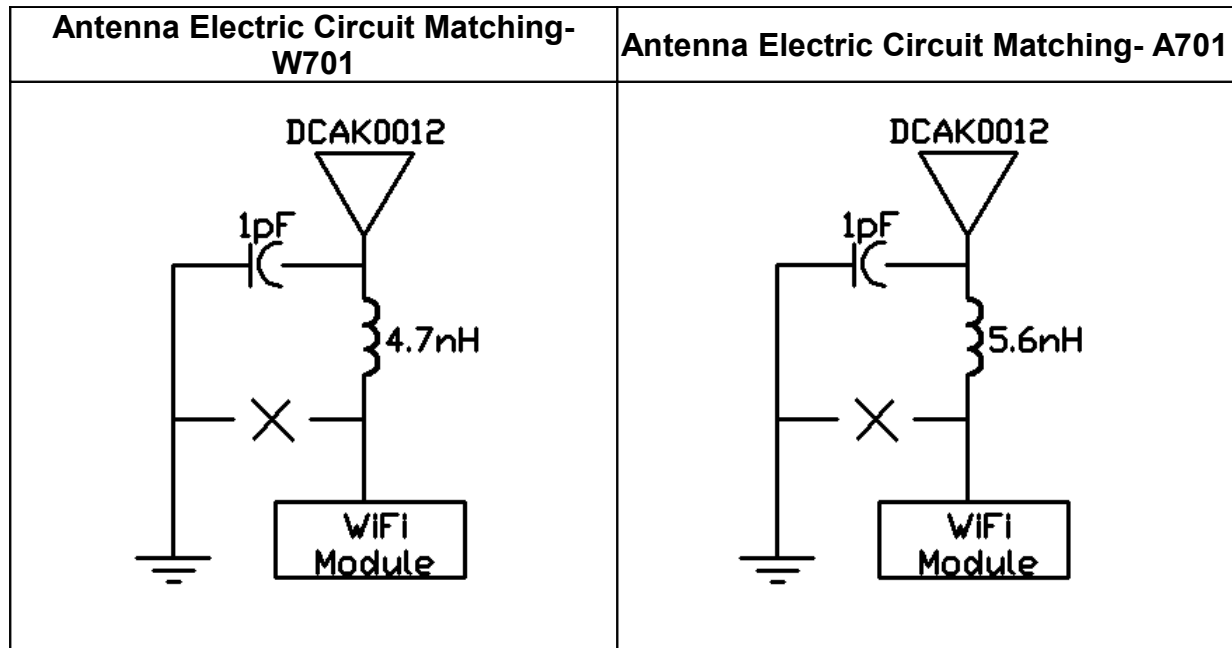 Antenna Electric Circuit Matching-
W701
Antenna Electric Circuit Matching- A701
DCAK0012
1pF
4.7nH
WiFi
Module
DCAK0012
1pF
5.6nH
WiFi
Module